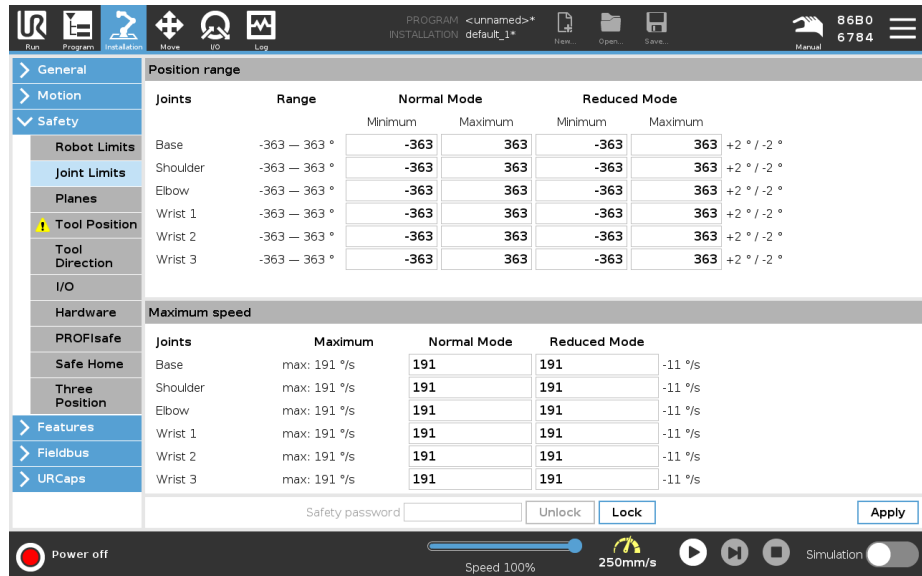 PROGRAM <unnamed>*
INSTALLATION default_1*
Run Program Installation Move I/O Log New... Open... Save... Manual
86B0
6784
General
Motion
Safety
Robot Limits
Joint Limits
Planes
Tool Position
Tool
Direction
I/O
Hardware
PROFIsafe
Safe Home
Three
Position
Features
Fieldbus
URCaps
Position range
Joints Range Normal Mode Reduced Mode
Minimum Maximum Minimum Maximum
Base -363 — 363 ° -363 363 -363 363 +2 ° / -2 °
Shoulder -363 — 363 ° -363 363 -363 363 +2 ° / -2 °
Elbow -363 — 363 ° -363 363 -363 363 +2 ° / -2 °
Wrist 1 -363 — 363 ° -363 363 -363 363 +2 ° / -2 °
Wrist 2 -363 — 363 ° -363 363 -363 363 +2 ° / -2 °
Wrist 3 -363 — 363 ° -363 363 -363 363 +2 ° / -2 °
Maximum speed
Joints Maximum Normal Mode Reduced Mode
Base max: 191 °/s 191 191 -11 °/s
Shoulder max: 191 °/s 191 191 -11 °/s
Elbow max: 191 °/s 191 191 -11 °/s
Wrist 1 max: 191 °/s 191 191 -11 °/s
Wrist 2 max: 191 °/s 191 191 -11 °/s
Wrist 3 max: 191 °/s 191 191 -11 °/s
Safety password Unlock Lock Apply
Power off Speed 100% 250mm/s Simulation